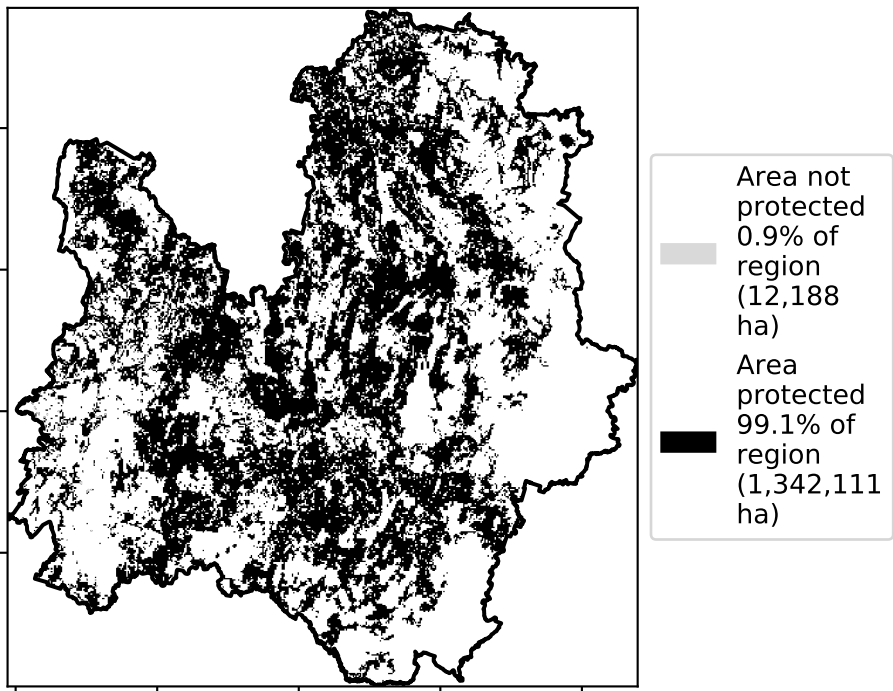 Area not
protected
0.9% of
region
(12,188
ha)
Area
protected
99.1% of
region
(1,342,111
ha)